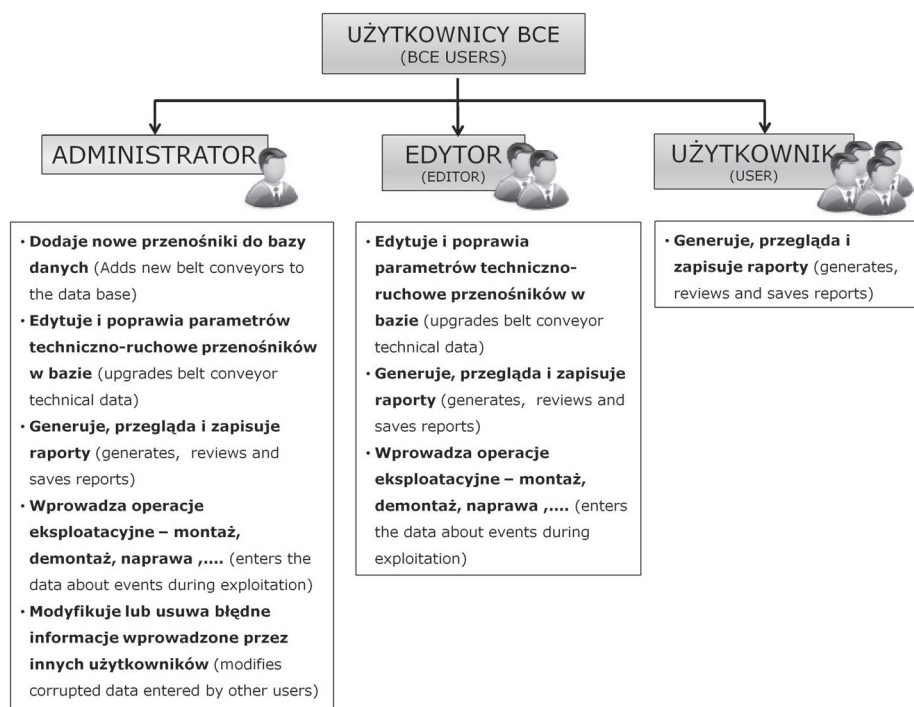 UŻYTKOWNICY BCE
(BCE USERS)
ADMINISTRATOR
EDYTOR
(EDITOR)
UŻYTKOWNIK
(USER)
• Dodaje nowe przenośniki do bazy
danych (Adds new belt conveyors to
the data base)
• Edytuje i poprawia parametrów
techniczno-ruchowe przenośników
w bazie (upgrades belt conveyor
technical data)
• Generuje, przegląda i zapisuje
raporty (generates, reviews and
saves reports)
• Wprowadza operacje
eksploatacyjne – montaż,
demontaż, naprawa ,.... (enters the
data about events during exploitation)
• Modyfikuje lub usuwa błędne
informacje wprowadzone przez
innych użytkowników (modifies
corrupted data entered by other users)
• Edytuje i poprawia
parametrów techniczno-
ruchowe przenośników w
bazie (upgrades belt conveyor
technical data)
• Generuje, przegląda i zapisuje
raporty (generates, reviews and
saves reports)
• Wprowadza operacje
eksploatacyjne – montaż,
demontaż, naprawa ,.... (enters
the data about events during
exploitation)
• Generuje, przegląda i
zapisuje raporty (generates,
reviews and saves reports)